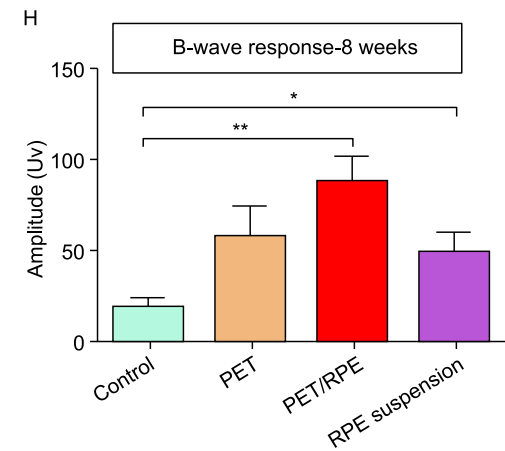 H
B-wave response-8 weeks
150
100
50
0
Amplitude (Uv)
*
**
Control
PET
PET/RPE
RPE suspension